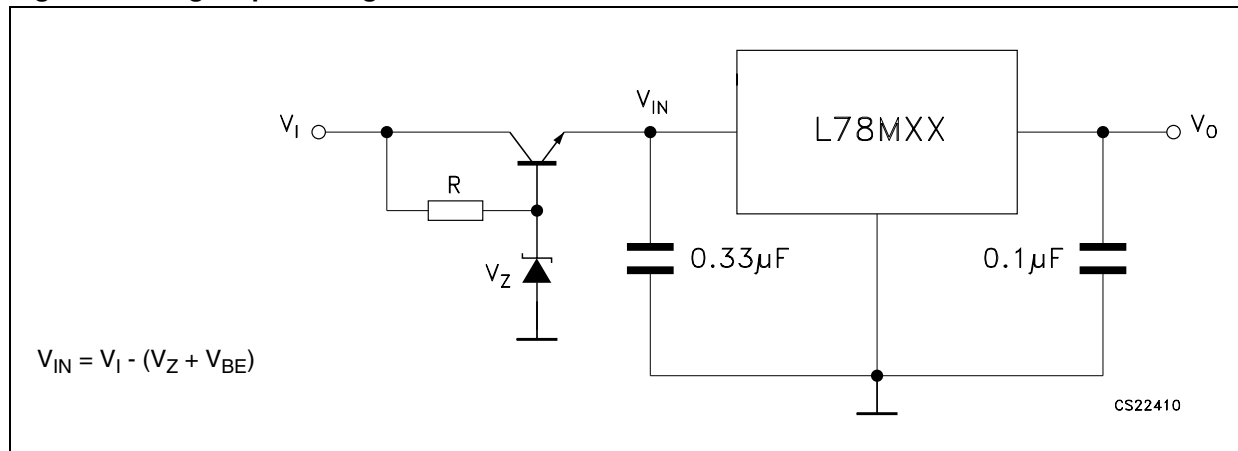 V_I
V_IN
L78MXX
V_O
R
V_Z
0.33µF
0.1µF
V_IN = V_I - (V_Z + V_BE)
CS22410